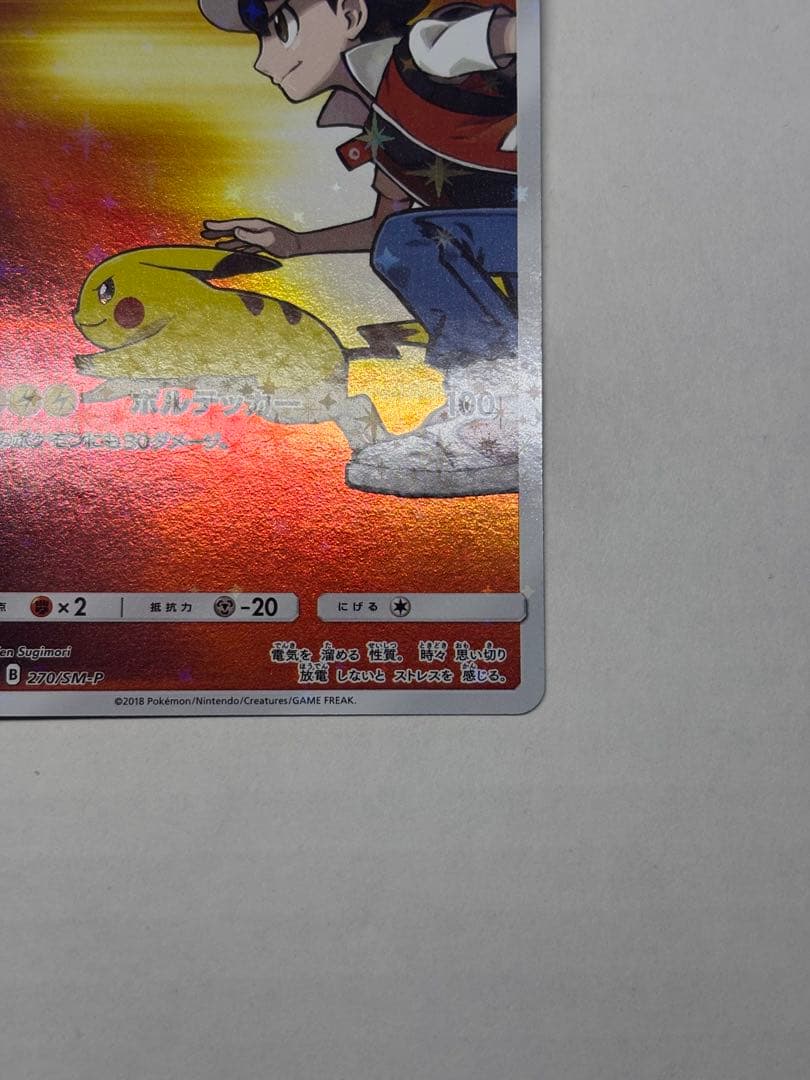 ボルテッカー 100
ポケモンにも30ダメージ。
×2 抵抗力 -20 にげる
en Sugimori
B 270/SM-P
電気を 溜める 性質。 時々 思い切り
放電 しないと ストレスを 感じる。
©2018 Pokémon/Nintendo/Creatures/GAME FREAK.